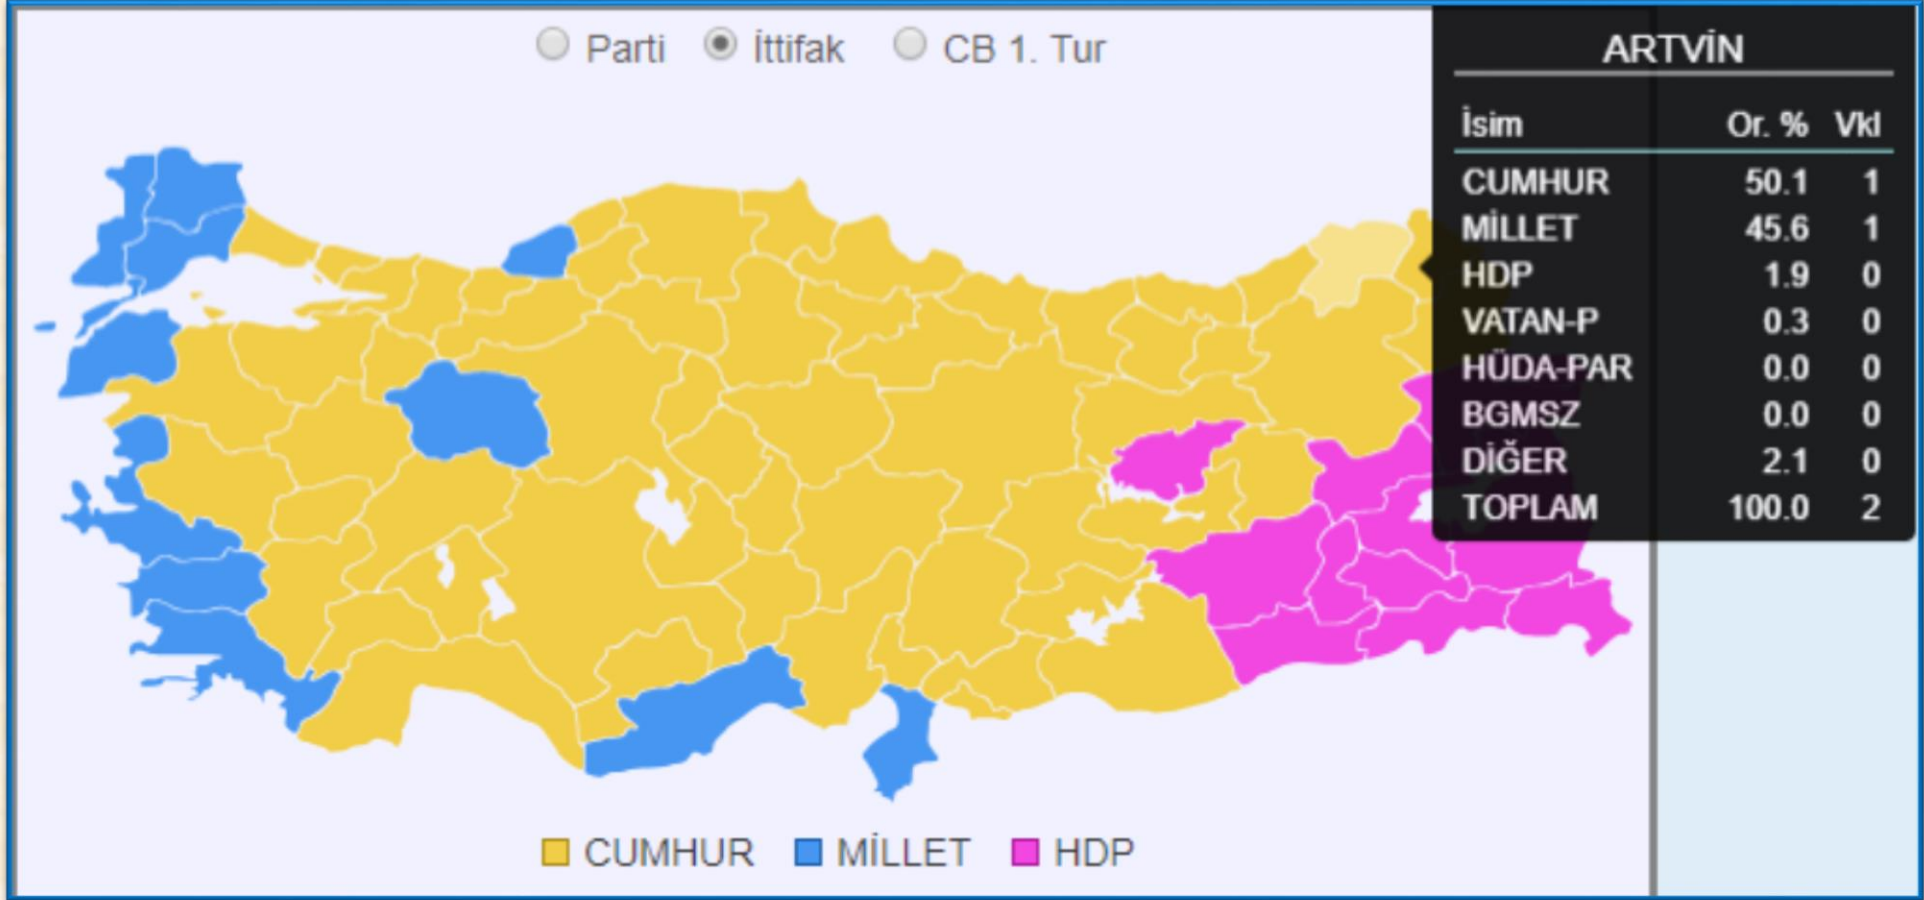 Parti İttifak CB 1. Tur
ARTVİN
İsim Or. % Vkl
CUMHUR 50.1 1
MİLLET 45.6 1
HDP 1.9 0
VATAN-P 0.3 0
HÜDA-PAR 0.0 0
BGMSZ 0.0 0
DİĞER 2.1 0
TOPLAM 100.0 2
CUMHUR MİLLET HDP